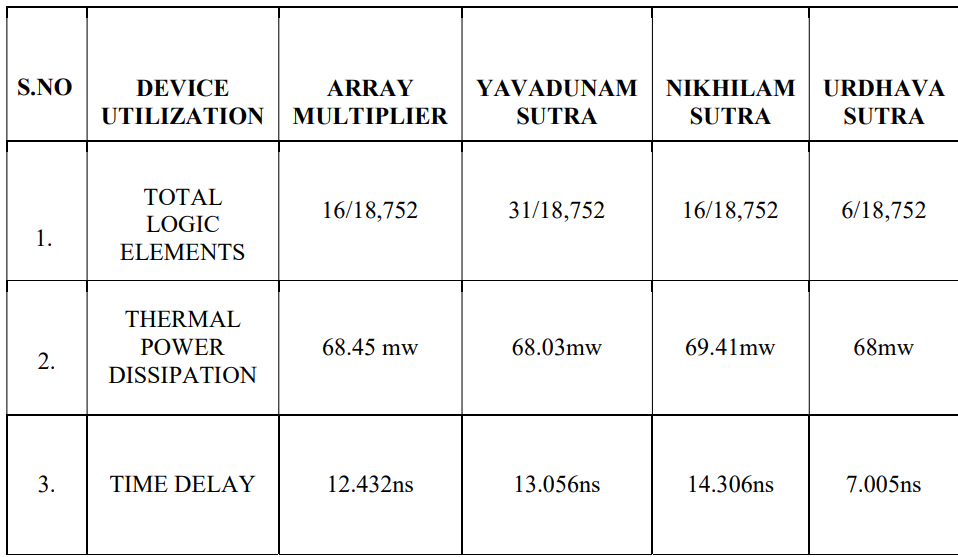 S.NO DEVICE UTILIZATION ARRAY MULTIPLIER YAVADUNAM SUTRA NIKHILAM SUTRA URDHAVA SUTRA
1. TOTAL LOGIC ELEMENTS 16/18,752 31/18,752 16/18,752 6/18,752
2. THERMAL POWER DISSIPATION 68.45 mw 68.03mw 69.41mw 68mw
3. TIME DELAY 12.432ns 13.056ns 14.306ns 7.005ns